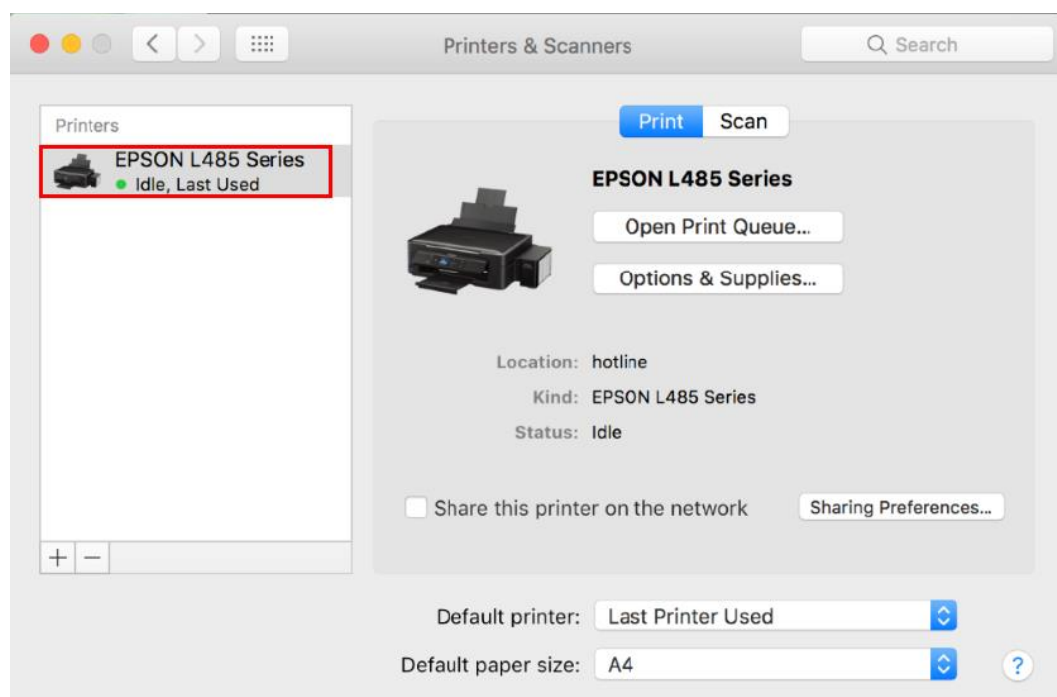 Printers & Scanners
Search
Printers
EPSON L485 Series
Idle, Last Used
Print Scan
EPSON L485 Series
Open Print Queue...
Options & Supplies...
Location: hotline
Kind: EPSON L485 Series
Status: Idle
Share this printer on the network
Sharing Preferences...
+ −
Default printer: Last Printer Used
Default paper size: A4
?